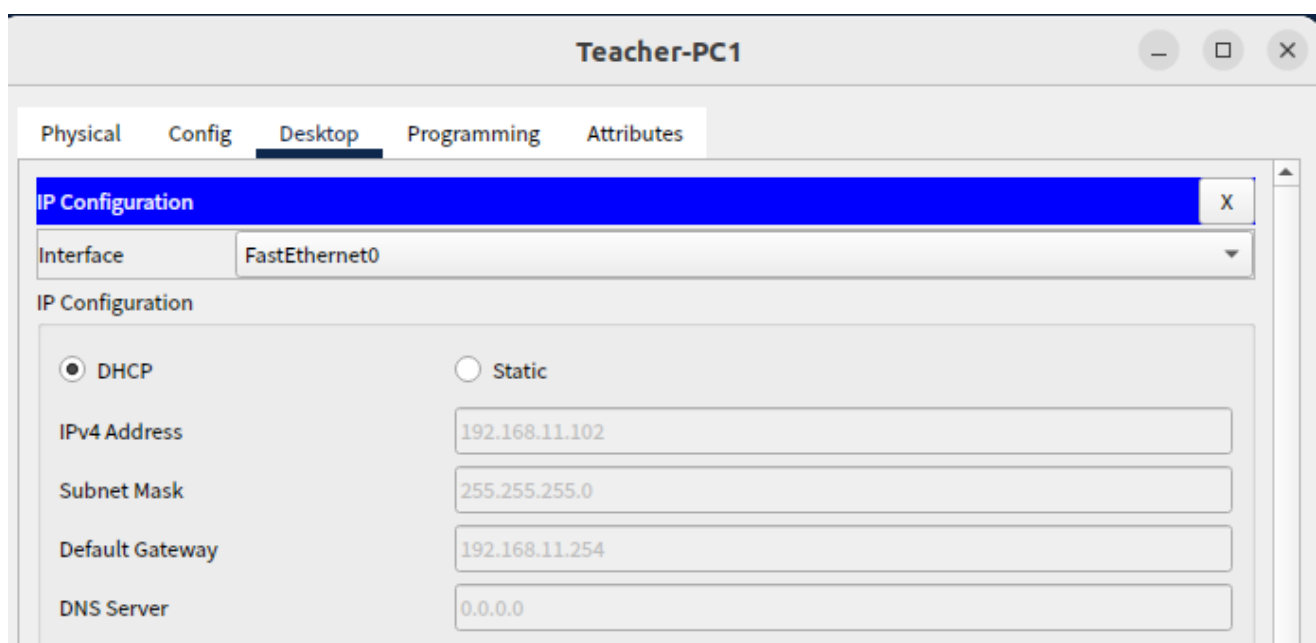 Teacher-PC1
Physical Config Desktop Programming Attributes
IP Configuration X
Interface FastEthernet0
IP Configuration
DHCP Static
IPv4 Address 192.168.11.102
Subnet Mask 255.255.255.0
Default Gateway 192.168.11.254
DNS Server 0.0.0.0